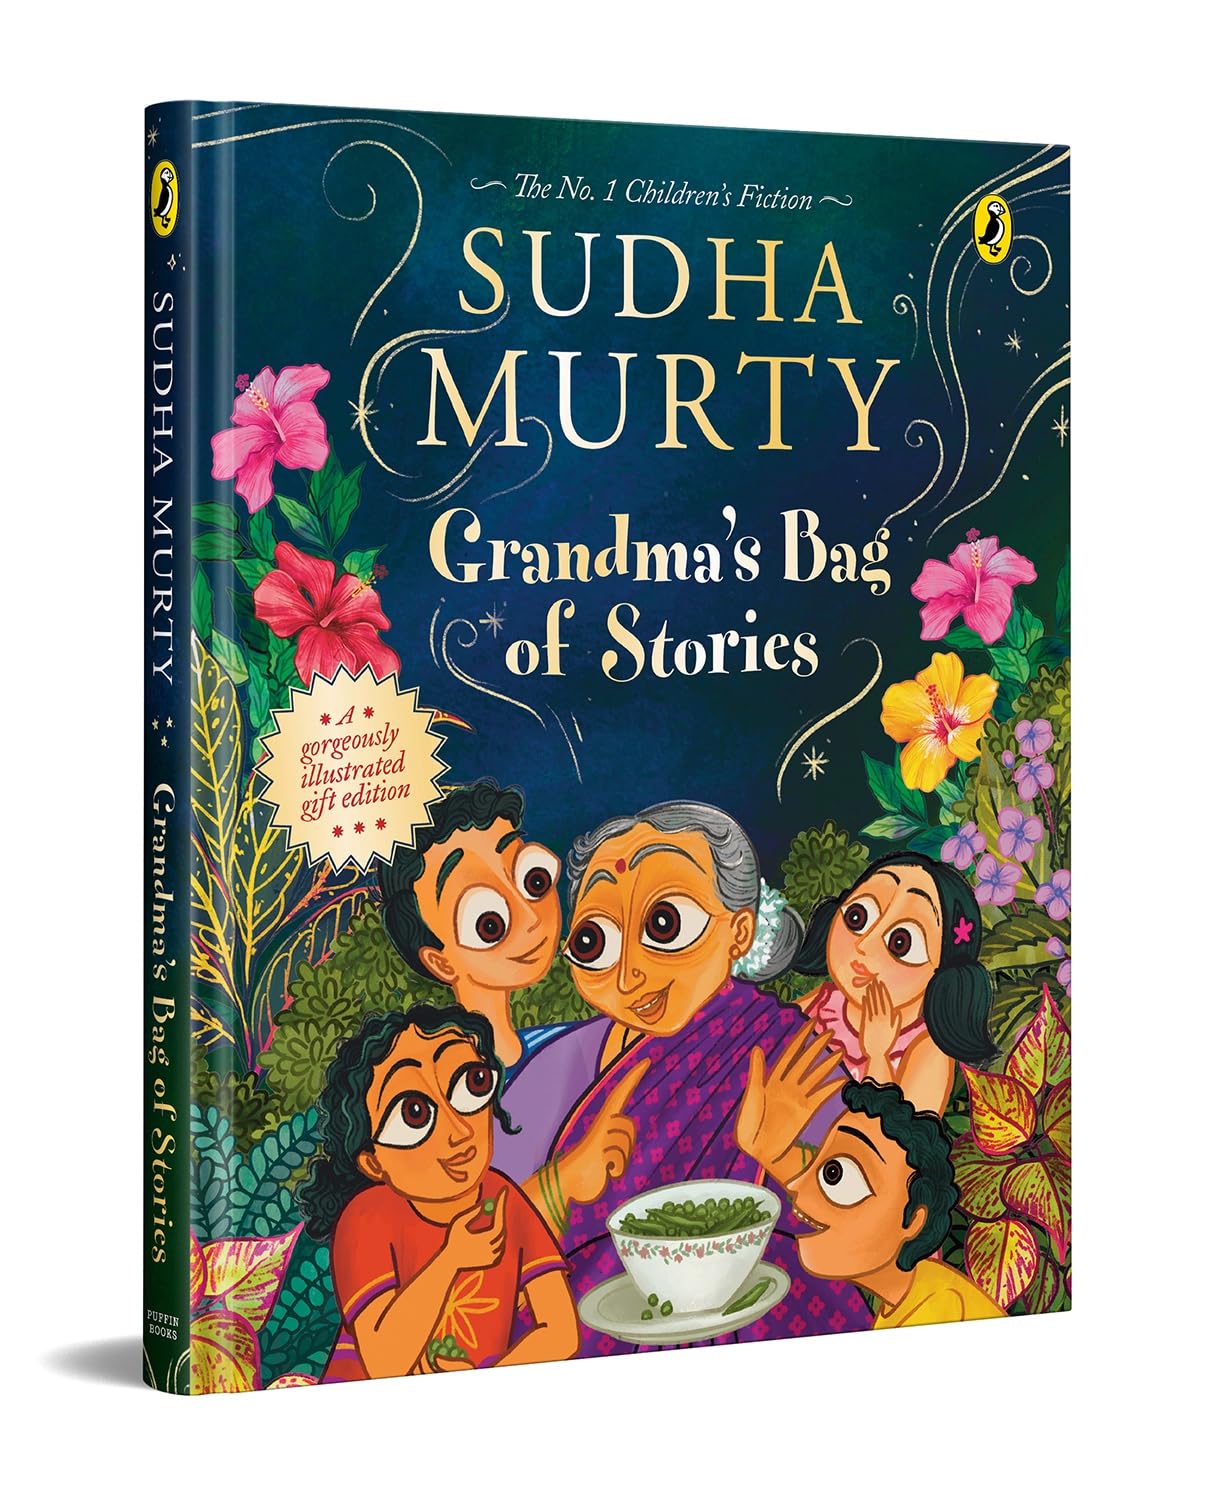 The No. 1 Children's Fiction
SUDHA
MURTY
Grandma's Bag
of Stories
A
gorgeously
illustrated
gift edition
SUDHA MURTY
Grandma's Bag of Stories
PUFFIN
BOOKS